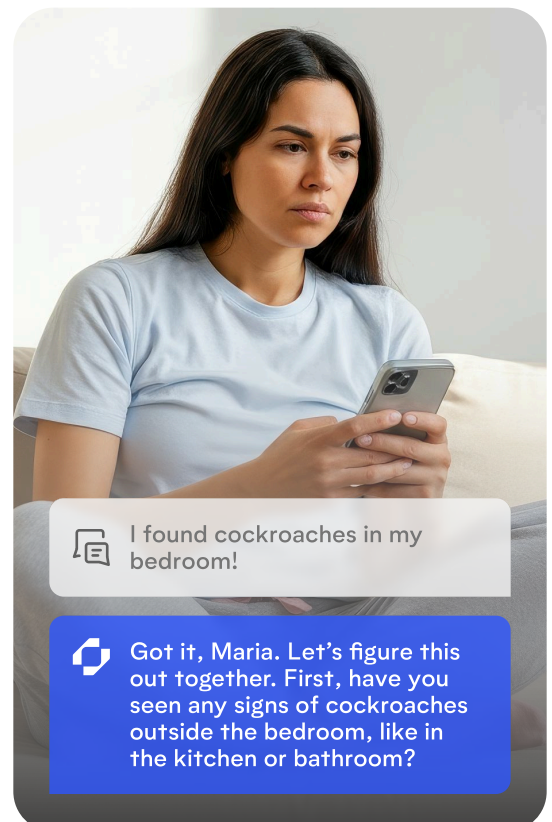 I found cockroaches in my
bedroom!
Got it, Maria. Let’s figure this
out together. First, have you
seen any signs of cockroaches
outside the bedroom, like in
the kitchen or bathroom?